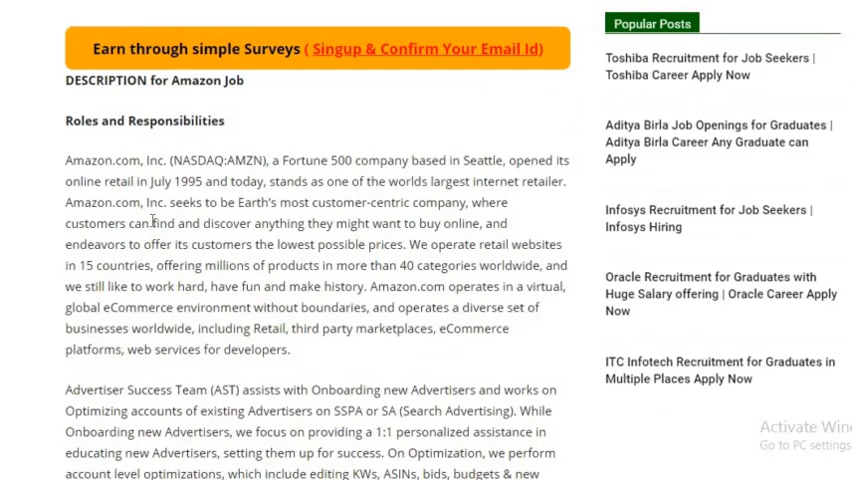 Earn through simple Surveys ( Singup & Confirm Your Email Id)
DESCRIPTION for Amazon Job
Roles and Responsibilities
Amazon.com, Inc. (NASDAQ:AMZN), a Fortune 500 company based in Seattle, opened its
online retail in July 1995 and today, stands as one of the worlds largest internet retailer.
Amazon.com, Inc. seeks to be Earth's most customer-centric company, where
customers can find and discover anything they might want to buy online, and
endeavors to offer its customers the lowest possible prices. We operate retail websites
in 15 countries, offering millions of products in more than 40 categories worldwide, and
we still like to work hard, have fun and make history. Amazon.com operates in a virtual,
global eCommerce environment without boundaries, and operates a diverse set of
businesses worldwide, including Retail, third party marketplaces, eCommerce
platforms, web services for developers.
Advertiser Success Team (AST) assists with Onboarding new Advertisers and works on
Optimizing accounts of existing Advertisers on SSPA or SA (Search Advertising). While
Onboarding new Advertisers, we focus on providing a 1:1 personalized assistance in
educating new Advertisers, setting them up for success. On Optimization, we perform
account level optimizations, which include editing KWs, ASINs, bids, budgets & new
Popular Posts
Toshiba Recruitment for Job Seekers |
Toshiba Career Apply Now
Aditya Birla Job Openings for Graduates |
Aditya Birla Career Any Graduate can
Apply
Infosys Recruitment for Job Seekers |
Infosys Hiring
Oracle Recruitment for Graduates with
Huge Salary offering | Oracle Career Apply
Now
ITC Infotech Recruitment for Graduates in
Multiple Places Apply Now
Activate Win
Go to PC settings